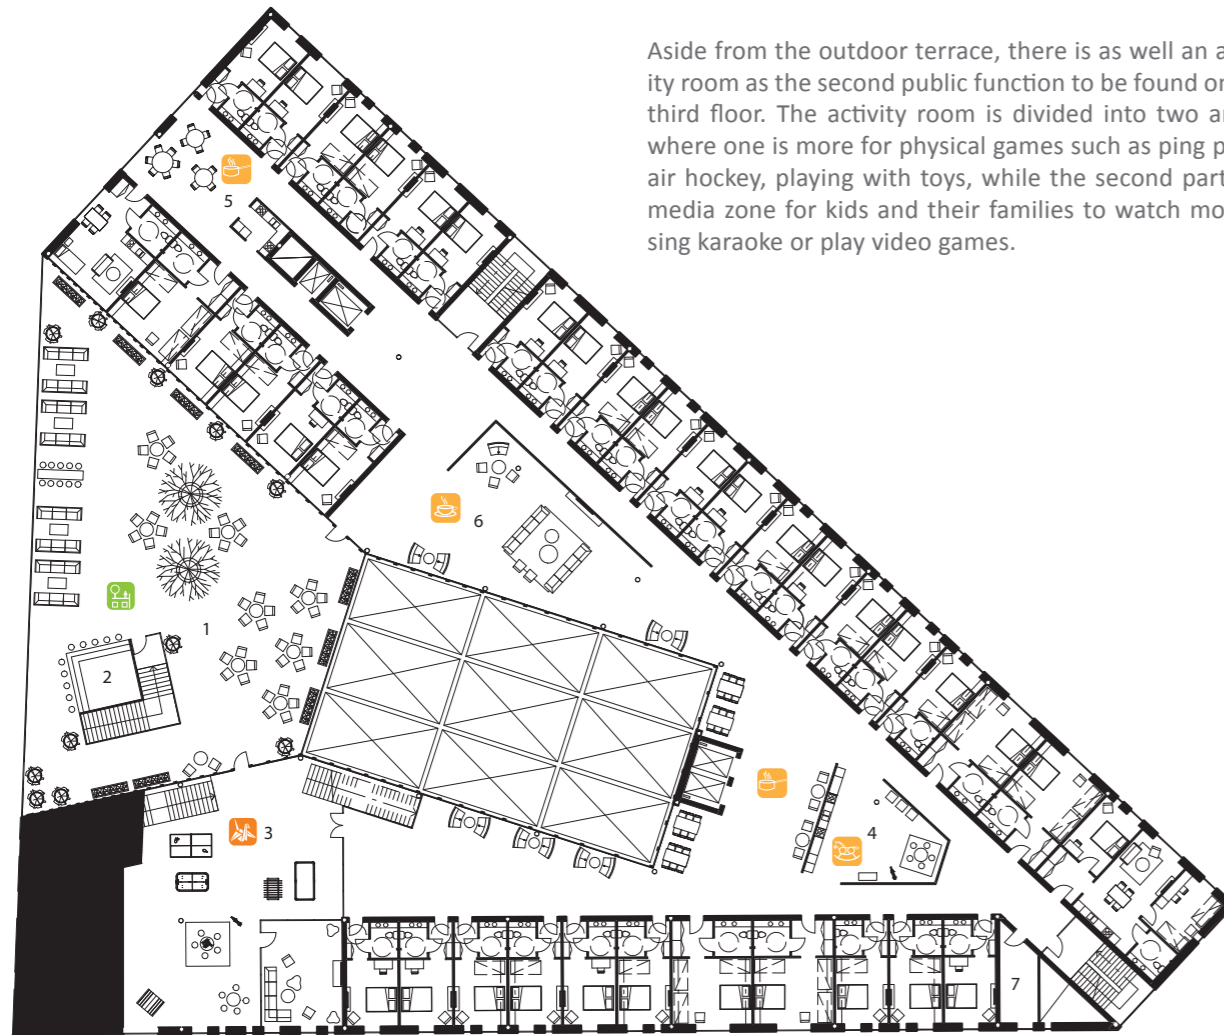 Aside from the outdoor terrace, there is as well an a
ity room as the second public function to be found or
third floor. The activity room is divided into two ar
where one is more for physical games such as ping p
air hockey, playing with toys, while the second part
media zone for kids and their families to watch mo
sing karaoke or play video games.
5
6
1
2
3
4
7